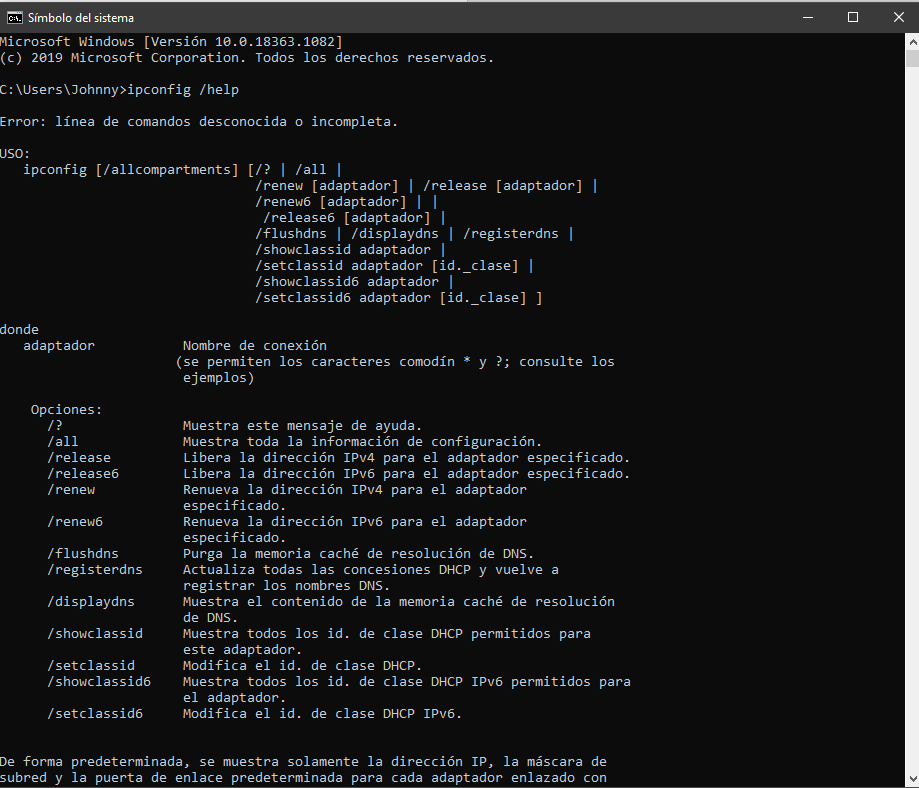 Símbolo del sistema
Microsoft Windows [Versión 10.0.18363.1082]
(c) 2019 Microsoft Corporation. Todos los derechos reservados.
C:\Users\Johnny>ipconfig /help
Error: línea de comandos desconocida o incompleta.
USO:
ipconfig [/allcompartments] [/? | /all |
/renew [adaptador] | /release [adaptador] |
/renew6 [adaptador] | |
/release6 [adaptador] |
/flushdns | /displaydns | /registerdns |
/showclassid adaptador |
/setclassid adaptador [id._clase] |
/showclassid6 adaptador |
/setclassid6 adaptador [id._clase] ]
donde
adaptador Nombre de conexión
(se permiten los caracteres comodín * y ?; consulte los
ejemplos)
Opciones:
/? Muestra este mensaje de ayuda.
/all Muestra toda la información de configuración.
/release Libera la dirección IPv4 para el adaptador especificado.
/release6 Libera la dirección IPv6 para el adaptador especificado.
/renew Renueva la dirección IPv4 para el adaptador
especificado.
/renew6 Renueva la dirección IPv6 para el adaptador
especificado.
/flushdns Purga la memoria caché de resolución de DNS.
/registerdns Actualiza todas las concesiones DHCP y vuelve a
registrar los nombres DNS.
/displaydns Muestra el contenido de la memoria caché de resolución
de DNS.
/showclassid Muestra todos los id. de clase DHCP permitidos para
este adaptador.
/setclassid Modifica el id. de clase DHCP.
/showclassid6 Muestra todos los id. de clase DHCP IPv6 permitidos para
el adaptador.
/setclassid6 Modifica el id. de clase DHCP IPv6.
De forma predeterminada, se muestra solamente la dirección IP, la máscara de
subred y la puerta de enlace predeterminada para cada adaptador enlazado con